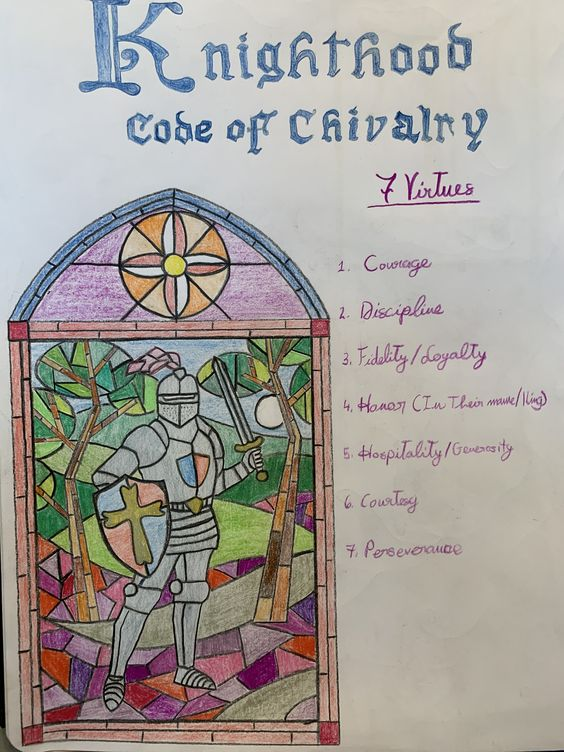 Knighthood
Code of Chivalry
7 Virtues
1. Courage
2. Discipline
3. Fidelity/Loyalty
4. Honor (In Their name/King)
5. Hospitality/Generosity
6. Courtesy
7. Perseverance